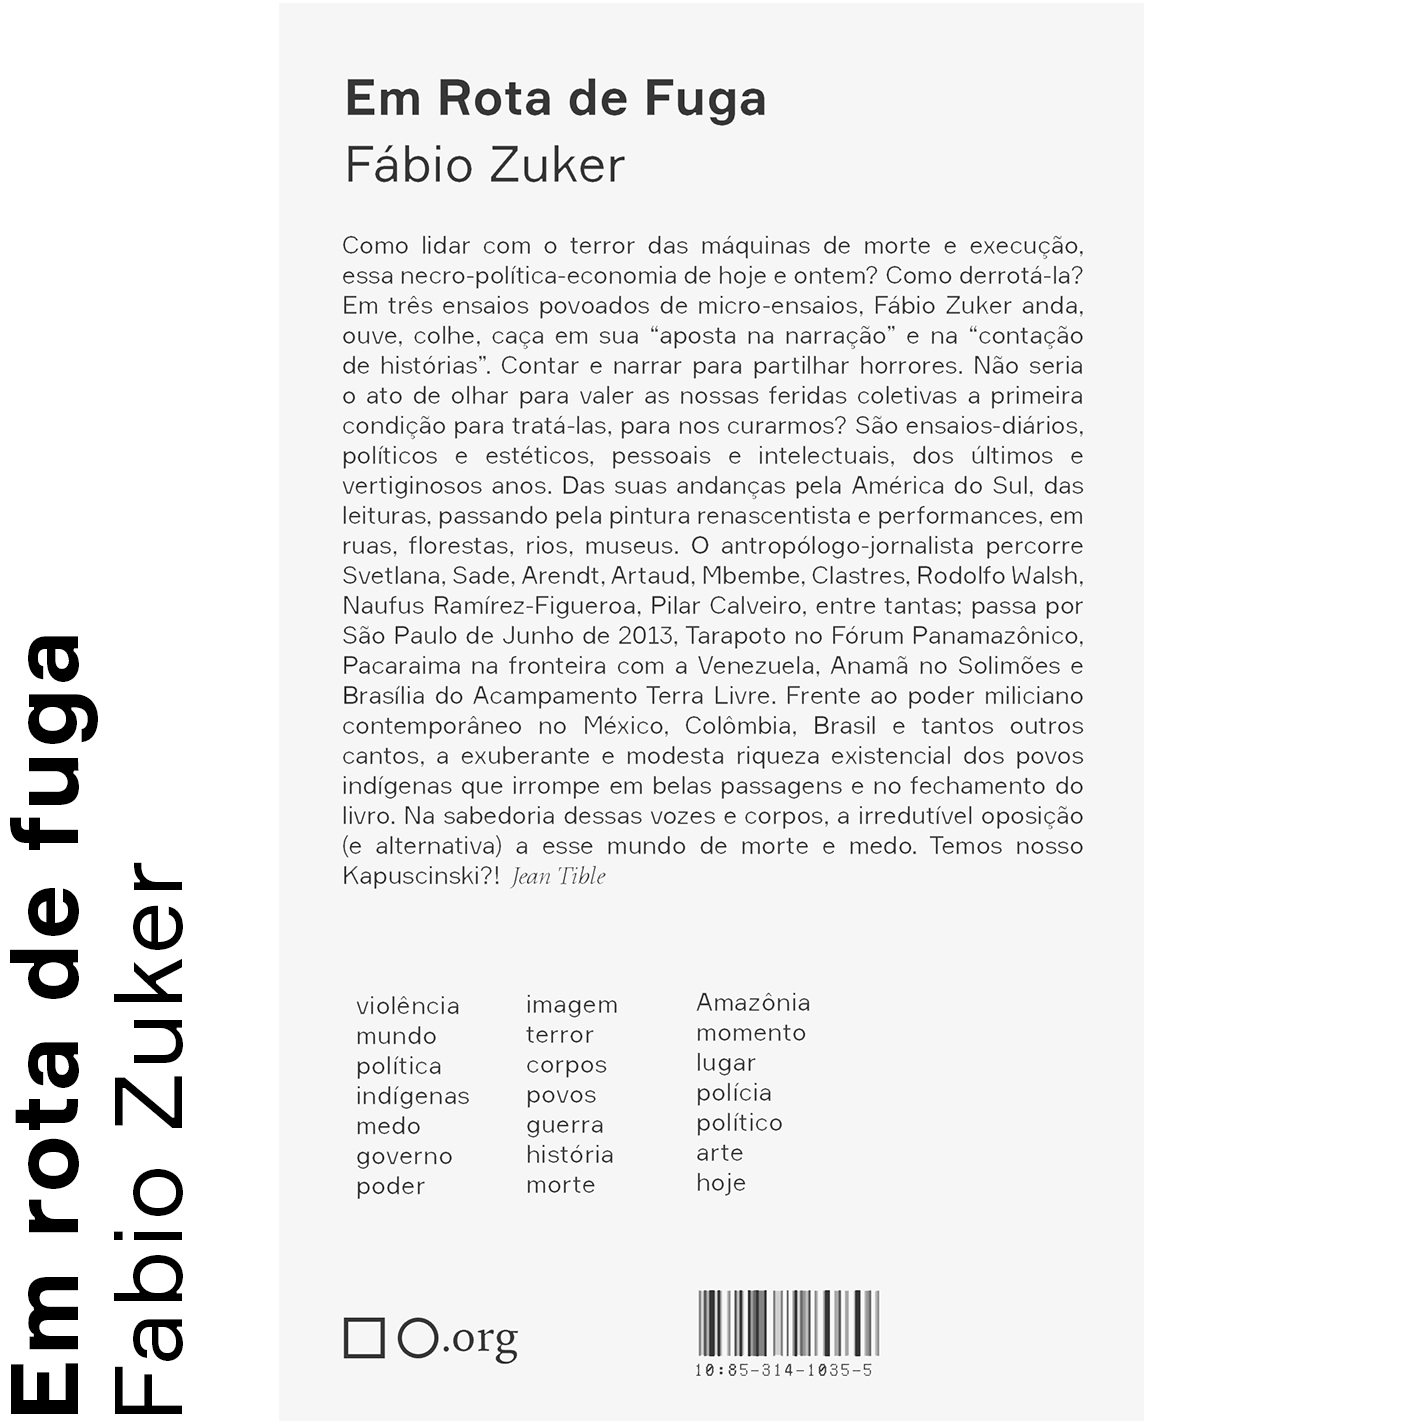 Em rota de fuga
Fabio Zuker
Em Rota de Fuga
Fábio Zuker
Como lidar com o terror das máquinas de morte e execução,
essa necro-política-economia de hoje e ontem? Como derrotá-la?
Em três ensaios povoados de micro-ensaios, Fábio Zuker anda,
ouve, colhe, caça em sua “aposta na narração” e na “contação
de histórias”. Contar e narrar para partilhar horrores. Não seria
o ato de olhar para valer as nossas feridas coletivas a primeira
condição para tratá-las, para nos curarmos? São ensaios-diários,
políticos e estéticos, pessoais e intelectuais, dos últimos e
vertiginosos anos. Das suas andanças pela América do Sul, das
leituras, passando pela pintura renascentista e performances, em
ruas, florestas, rios, museus. O antropólogo-jornalista percorre
Svetlana, Sade, Arendt, Artaud, Mbembe, Clastres, Rodolfo Walsh,
Naufus Ramírez-Figueroa, Pilar Calveiro, entre tantas; passa por
São Paulo de Junho de 2013, Tarapoto no Fórum Panamazônico,
Pacaraima na fronteira com a Venezuela, Anamã no Solimões e
Brasília do Acampamento Terra Livre. Frente ao poder miliciano
contemporâneo no México, Colômbia, Brasil e tantos outros
cantos, a exuberante e modesta riqueza existencial dos povos
indígenas que irrompe em belas passagens e no fechamento do
livro. Na sabedoria dessas vozes e corpos, a irredutível oposição
(e alternativa) a esse mundo de morte e medo. Temos nosso
Kapuscinski?! Jean Tible
violência
mundo
política
indígenas
medo
governo
poder
imagem
terror
corpos
povos
guerra
história
morte
Amazônia
momento
lugar
polícia
político
arte
hoje
.org
10:85-314-1035-5